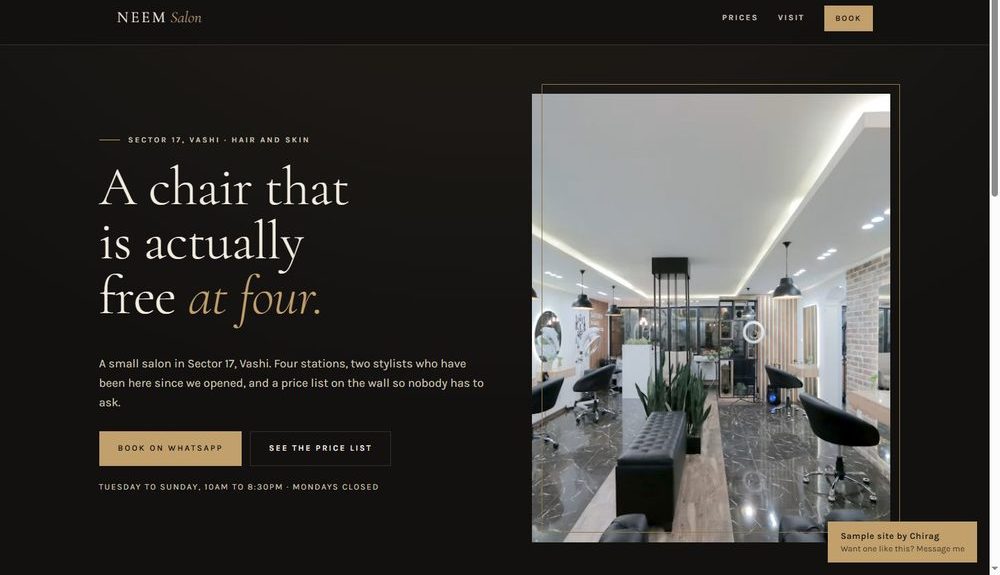 NEEM Salon
PRICES
VISIT
BOOK
SECTOR 17, VASHI · HAIR AND SKIN
A chair that
is actually
free at four.
A small salon in Sector 17, Vashi. Four stations, two stylists who have
been here since we opened, and a price list on the wall so nobody has to
ask.
BOOK ON WHATSAPP
SEE THE PRICE LIST
TUESDAY TO SUNDAY, 10AM TO 8:30PM · MONDAYS CLOSED
Sample site by Chirag
Want one like this? Message me